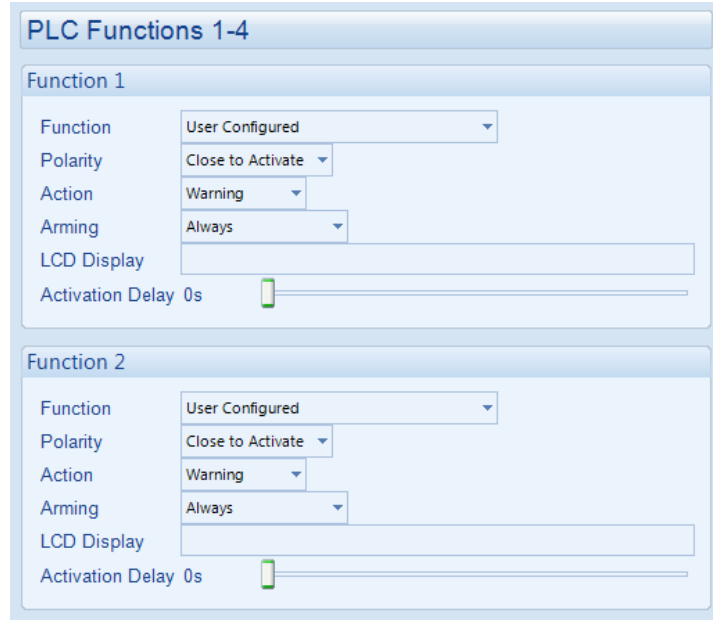 PLC Functions 1-4
Function 1
Function User Configured
Polarity Close to Activate
Action Warning
Arming Always
LCD Display
Activation Delay 0s
Function 2
Function User Configured
Polarity Close to Activate
Action Warning
Arming Always
LCD Display
Activation Delay 0s